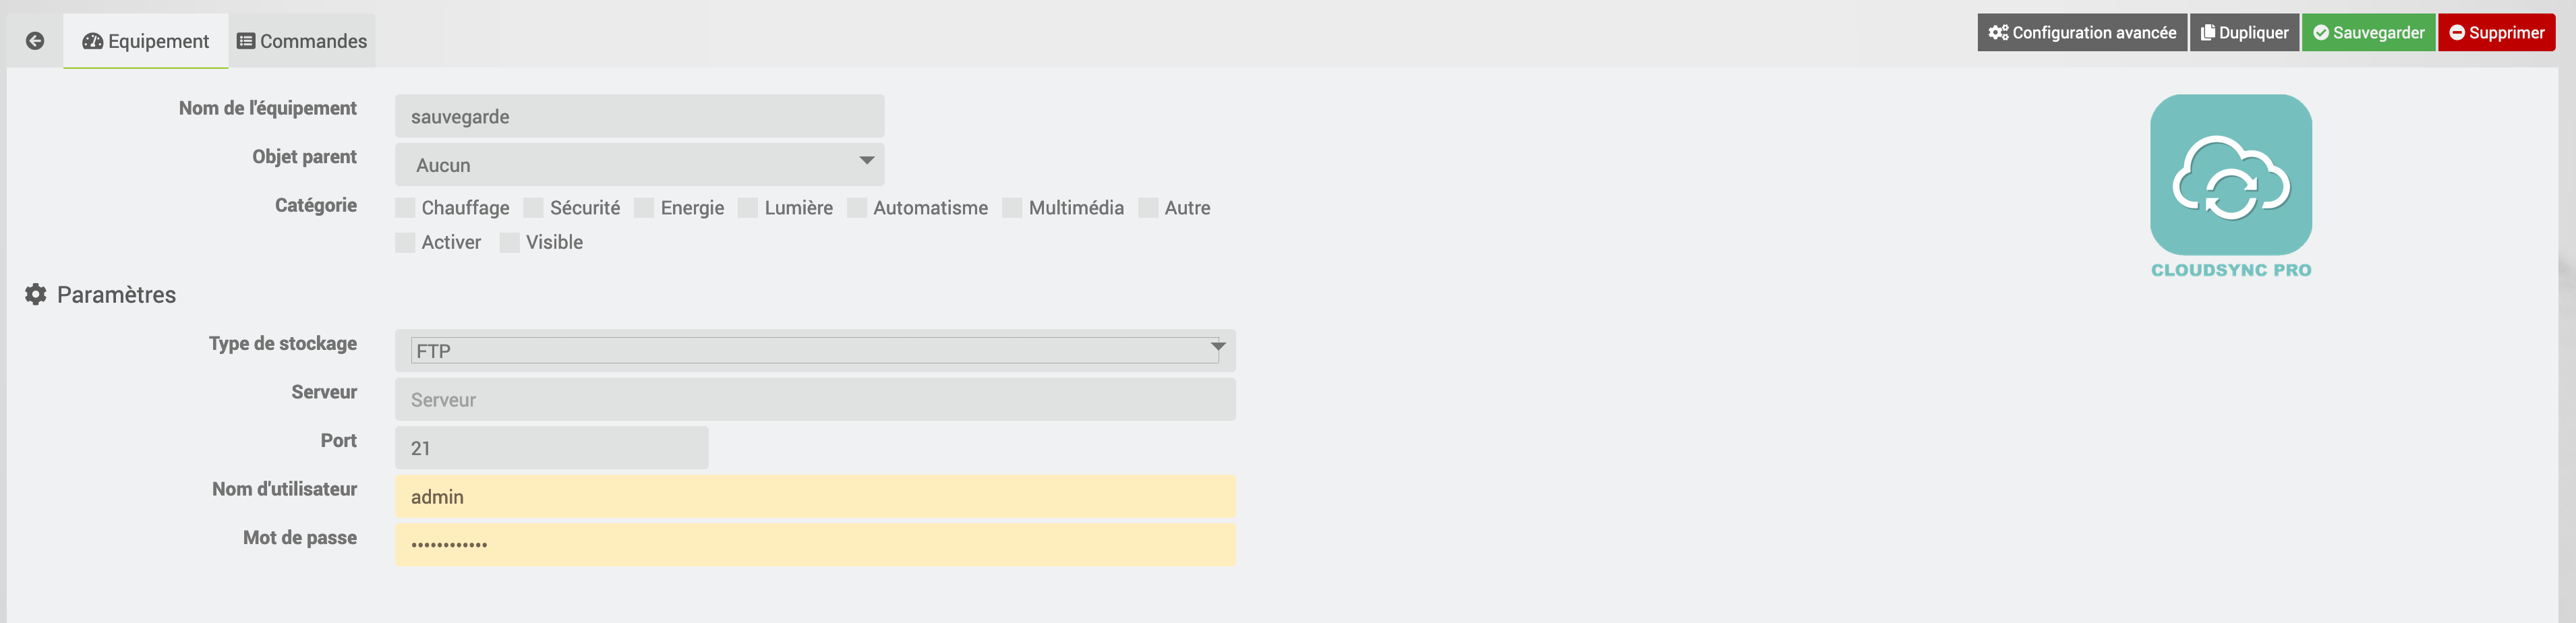 Equipement Commandes Configuration avancée Dupliquer Sauvegarder Supprimer
Nom de l'équipement sauvegarde
Objet parent Aucun
Catégorie Chauffage Sécurité Energie Lumière Automatisme Multimédia Autre
Activer Visible
CLOUDSYNC PRO
Paramètres
Type de stockage FTP
Serveur Serveur
Port 21
Nom d'utilisateur admin
Mot de passe ••••••••••••